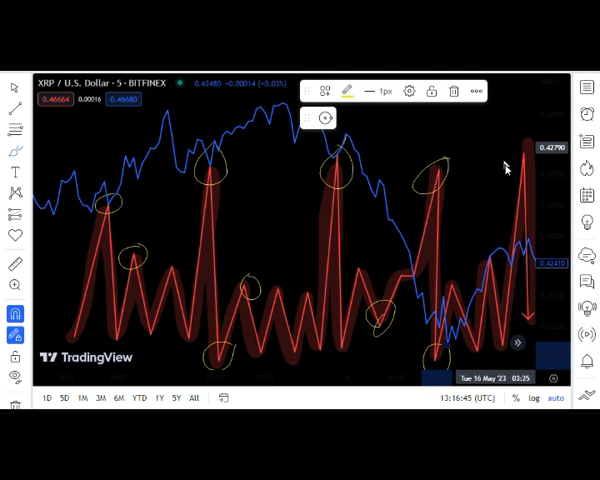 XRP / U.S. Dollar · 5 · BITFINEX 0.42480 −0.00014 (+0.03%)
1px
0.46664 0.00016 0.46680
0.42790
0.42410
TradingView
Tue 16 May '23 03:25
1D 5D 1M 3M 6M YTD 1Y 5Y All 13:16:45 (UTC) % log auto